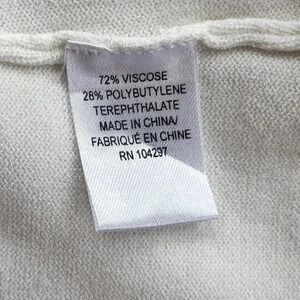 72% VISCOSE
28% POLYBUTYLENE
TEREPHTHALATE
MADE IN CHINA/
FABRIQUÉ EN CHINE
RN 104297